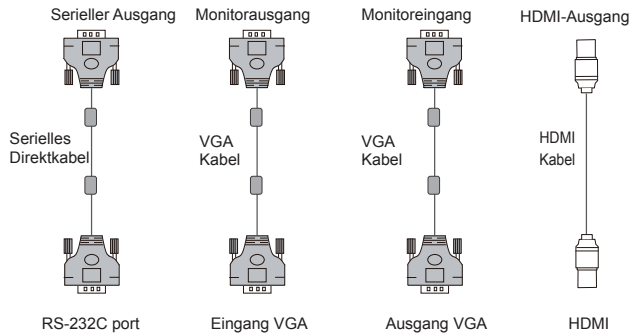 Serieller Ausgang
Monitorausgang
Monitoreingang
HDMI-Ausgang
Serielles
Direktkabel
VGA
Kabel
VGA
Kabel
HDMI
Kabel
RS-232C port
Eingang VGA
Ausgang VGA
HDMI